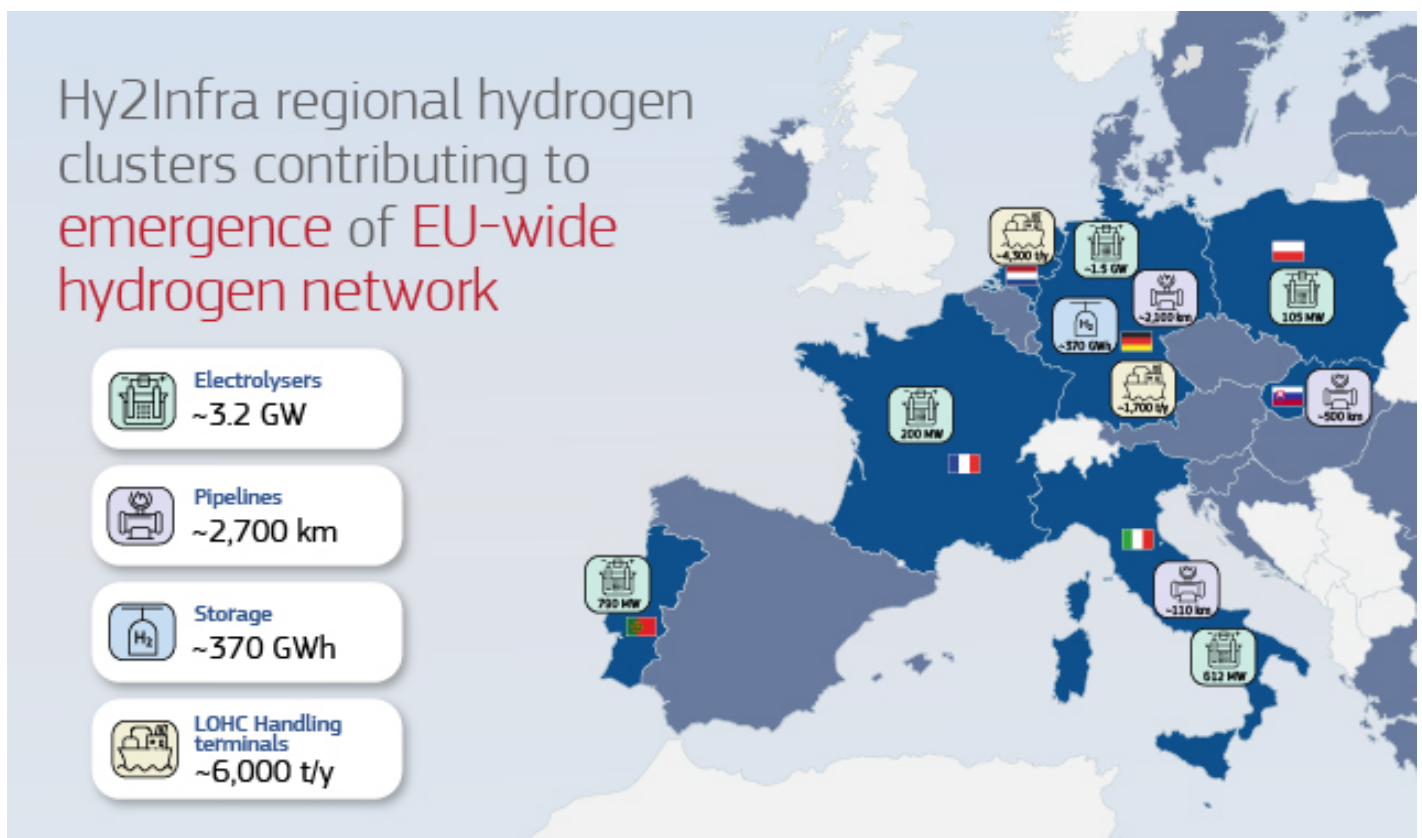 Hy2Infra regional hydrogen
clusters contributing to
emergence of EU-wide
hydrogen network
Electrolysers
~3.2 GW
Pipelines
~2,700 km
Storage
H2
~370 GWh
LOHC Handling
terminals
~6,000 t/y
~4,300 t/y
~1.5 GW
~2,100 km
H2
~370 GWh
105 MW
~1,700 t/y
~500 km
200 MW
790 MW
~110 km
612 MW